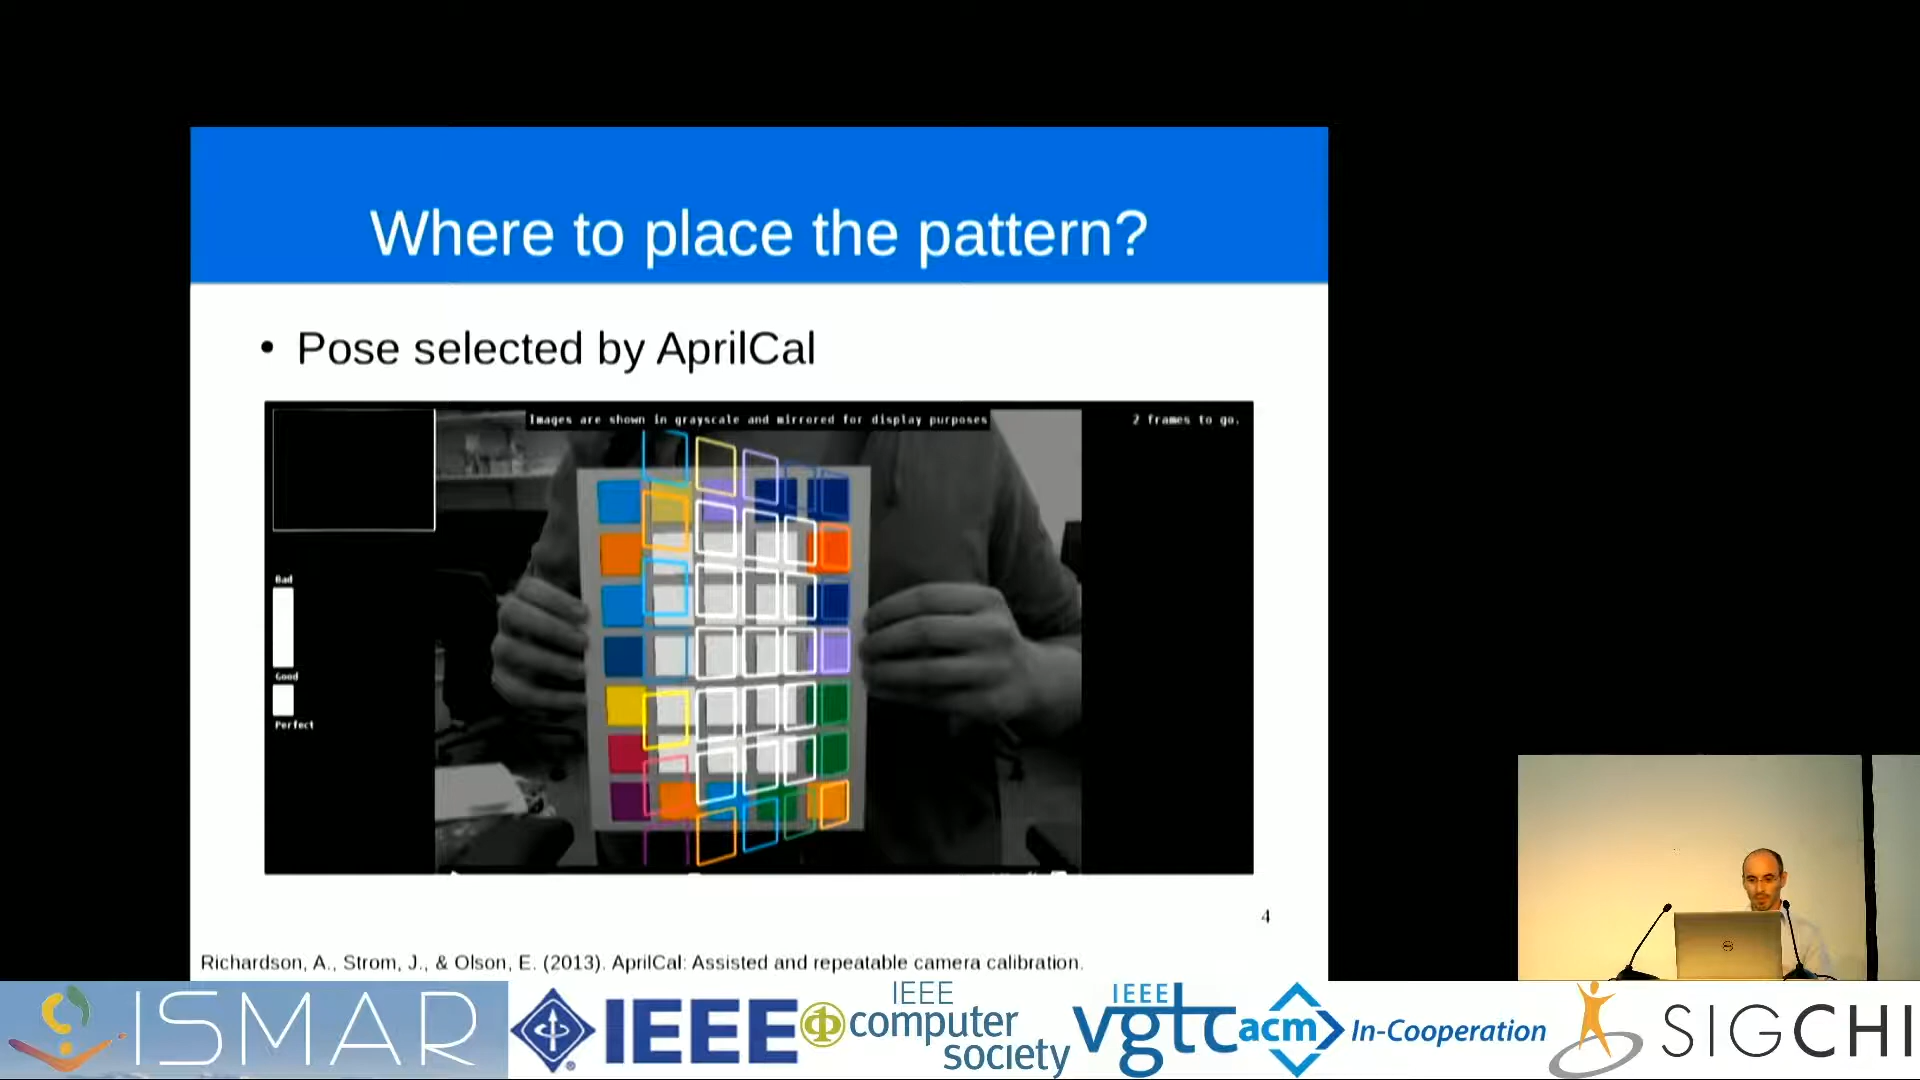 Where to place the pattern?
• Pose selected by AprilCal
Images are shown in grayscale and mirrored for display purposes
2 frames to go.
Bad
Good
Perfect
4
Richardson, A., Strom, J., & Olson, E. (2013). AprilCal: Assisted and repeatable camera calibration.
ISMAR
IEEE
IEEE
computer
society
IEEE
vgtc
acm
In-Cooperation
SIGCHI